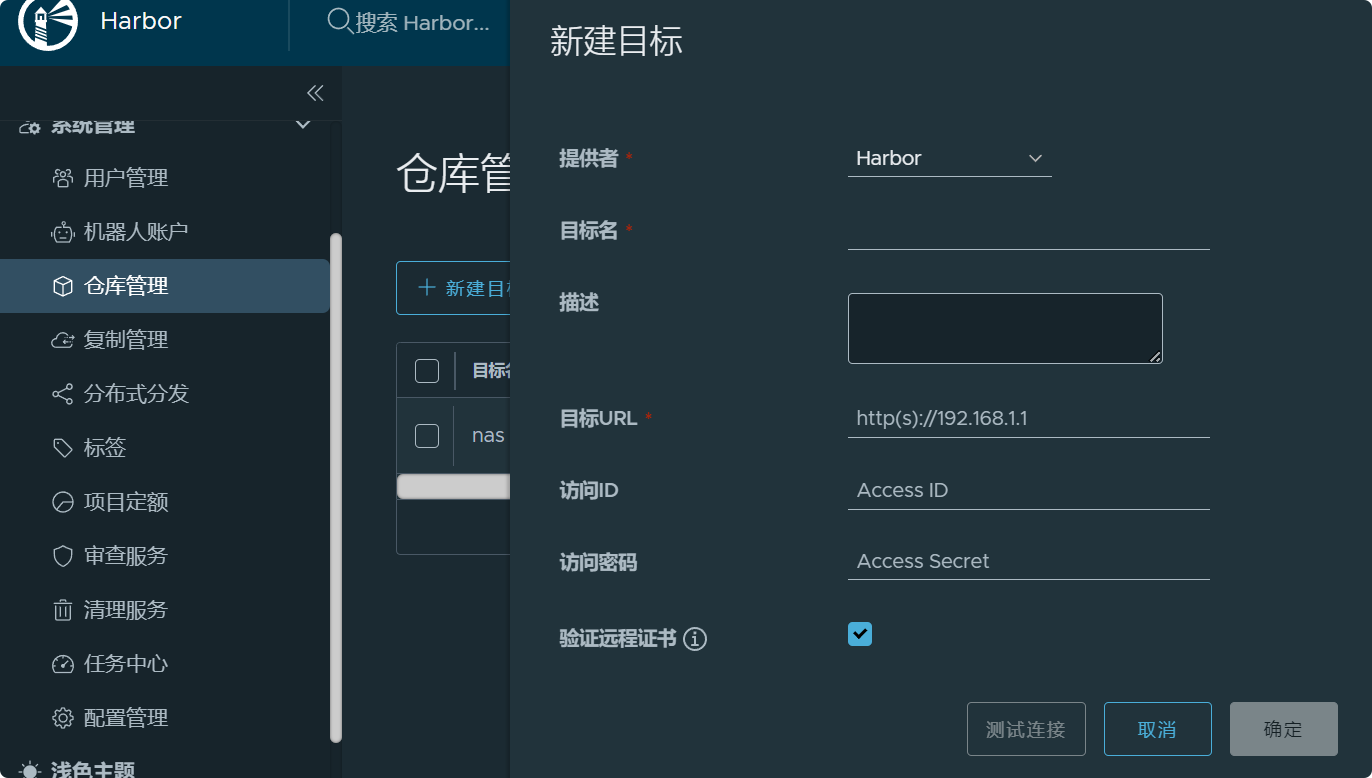 Harbor
搜索 Harbor...
系统管理
用户管理
机器人账户
仓库管理
复制管理
分布式分发
标签
项目定额
审查服务
清理服务
任务中心
配置管理
浅色主题
仓库管
新建目
目标
nas
新建目标
提供者 *
Harbor
目标名 *
描述
目标URL *
http(s)://192.168.1.1
访问ID
Access ID
访问密码
Access Secret
验证远程证书
测试连接
取消
确定